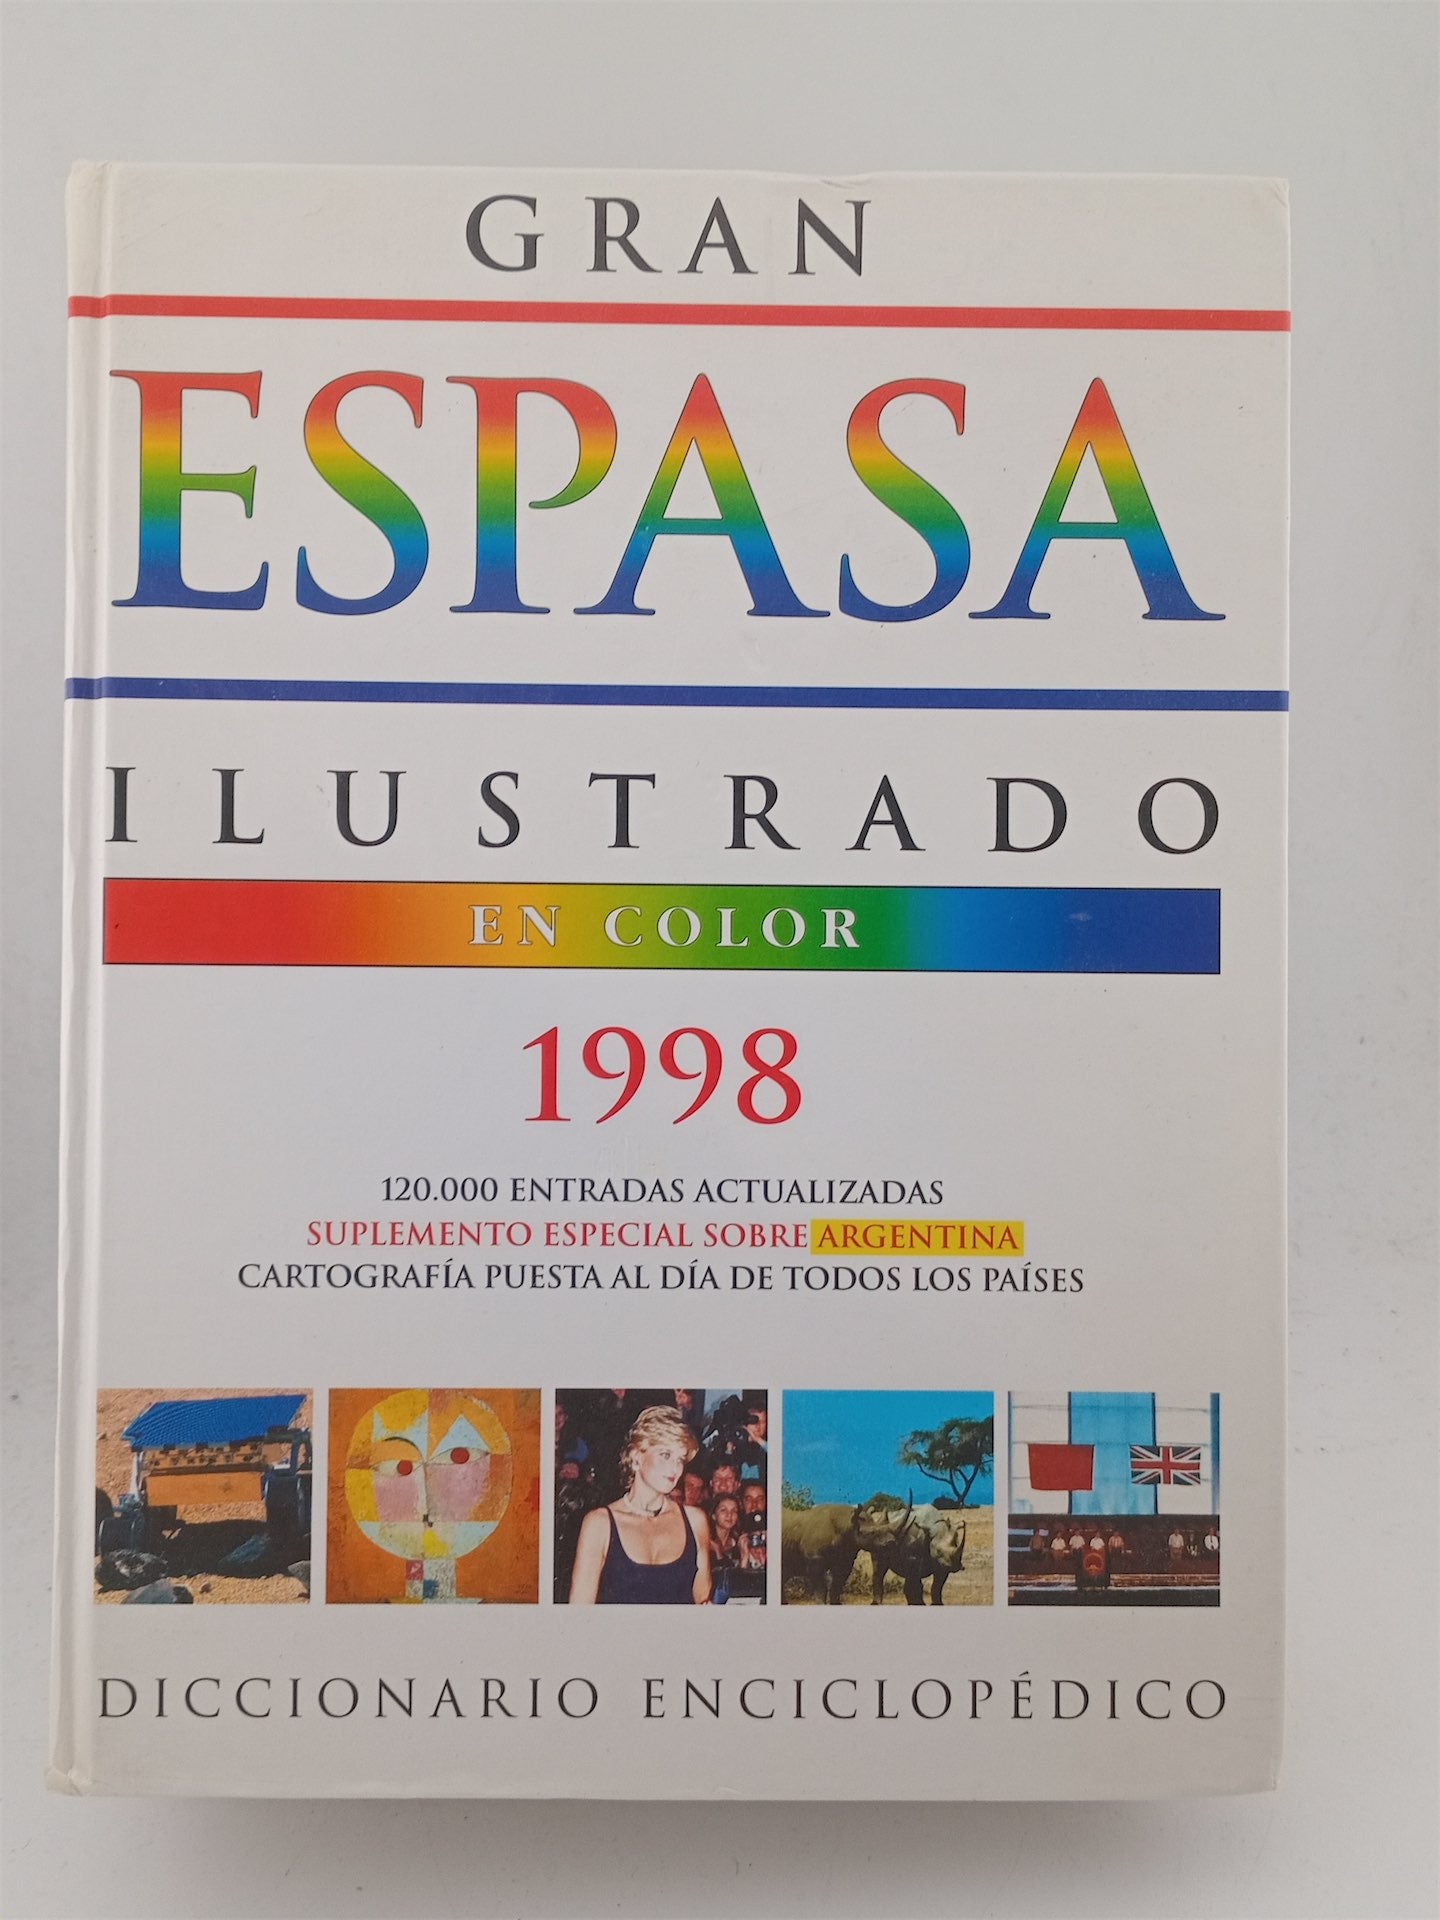 GRAN
ESPASA
ILUSTRADO
EN COLOR
1998
120.000 ENTRADAS ACTUALIZADAS
SUPLEMENTO ESPECIAL SOBRE ARGENTINA
CARTOGRAFÍA PUESTA AL DÍA DE TODOS LOS PAÍSES
DICCIONARIO ENCICLOPÉDICO